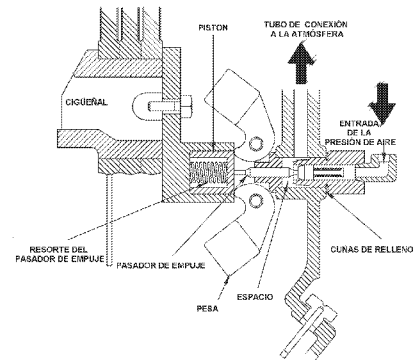 TUBO DE CONEXIÓN
A LA ATMÓSFERA
PISTON
CIGÜEÑAL
ENTRADA
DE LA
PRESIÓN DE AIRE
RESORTE DEL
PASADOR DE EMPUJE
PASADOR DE EMPUJE
PESA
ESPACIO
CUNAS DE RELLENO